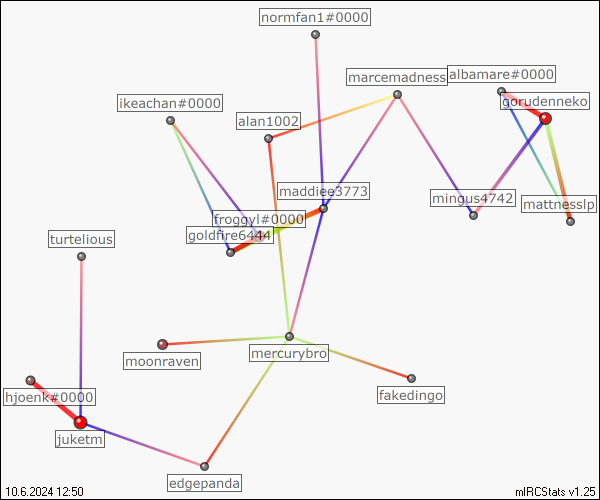 normfan1#0000
marcemadness
albamare#0000
ikeachan#0000
gorudenneko
alan1002
maddiee3773
mingus4742
mattnesslp
froggyl#0000
turtelious
goldfire6444
mercurybro
moonraven
fakedingo
hjoenk#0000
juketm
edgepanda
10.6.2024 12:50
mIRCStats v1.25